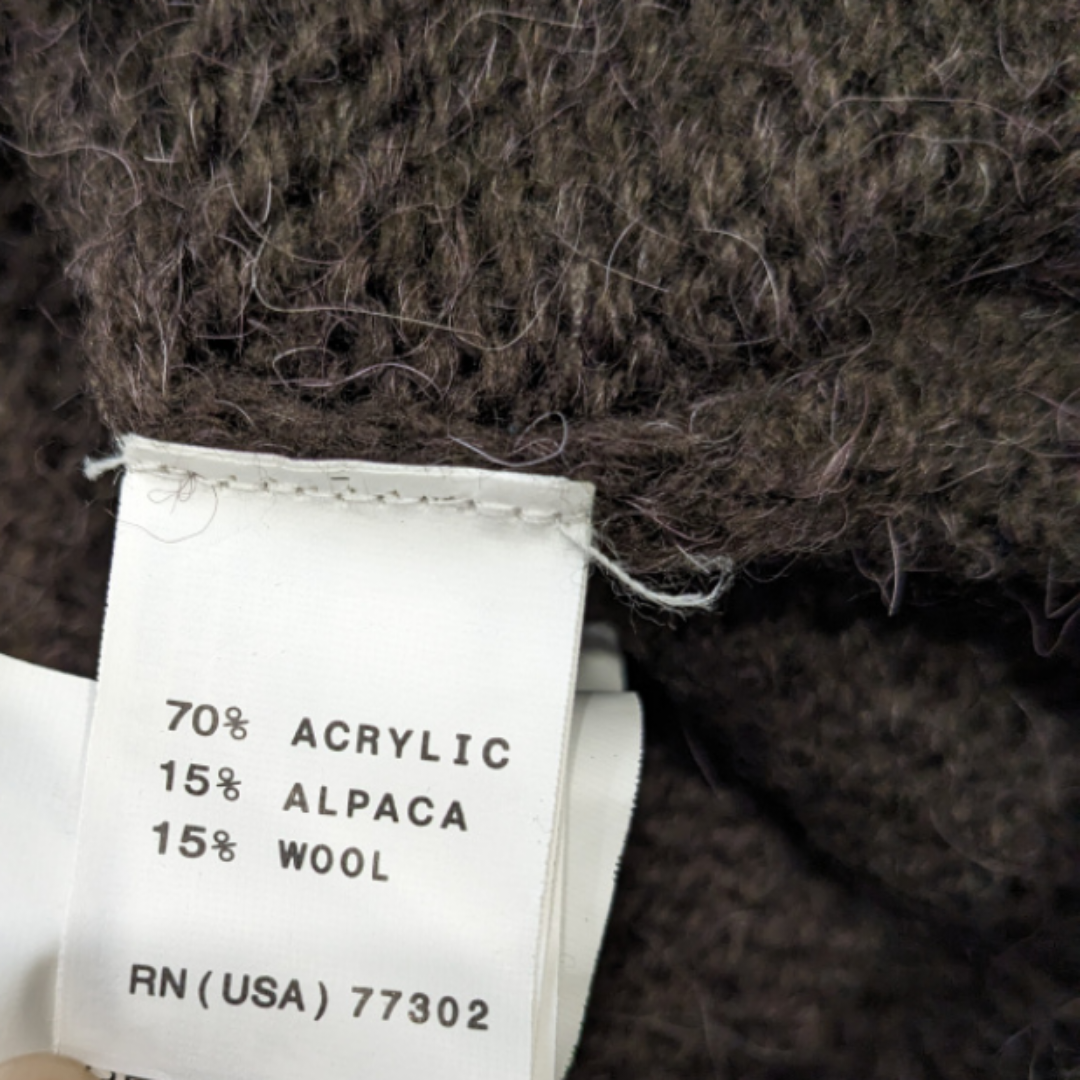 70% ACRYLIC
15% ALPACA
15% WOOL
RN(USA) 77302